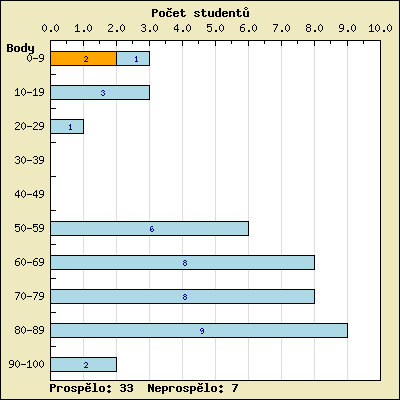 Počet studentů
0.0 1.0 2.0 3.0 4.0 5.0 6.0 7.0 8.0 9.0 10.0
Body
0-9 2 1
10-19 3
20-29 1
30-39
40-49
50-59 6
60-69 8
70-79 8
80-89 9
90-100 2
Prospělo: 33 Neprospělo: 7